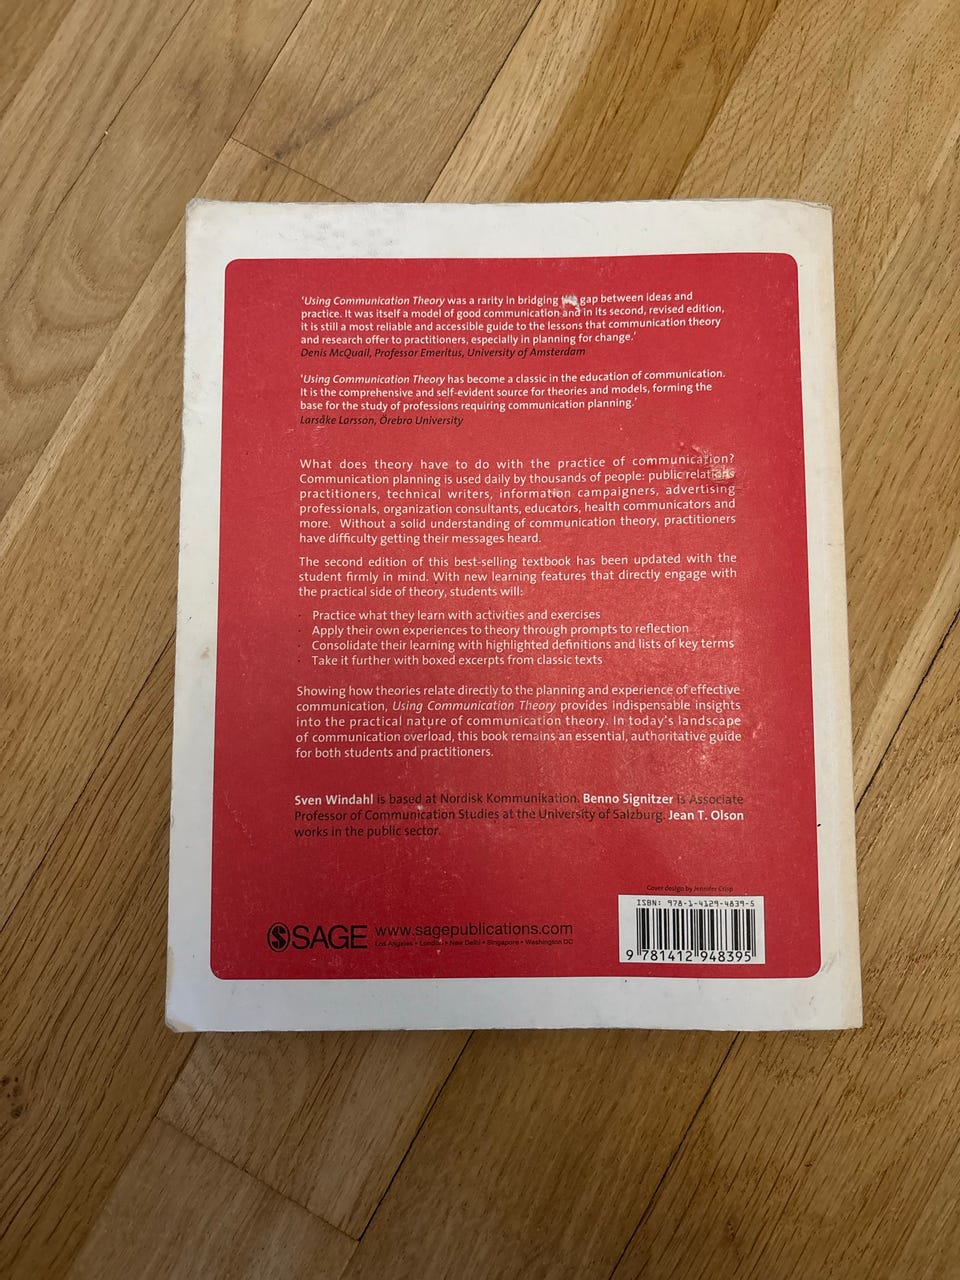 'Using Communication Theory was a rarity in bridging gap between ideas and
practice. It was itself a model of good communication and in its second, revised edition,
it is still a most reliable and accessible guide to the lessons that communication theory
and research offer to practitioners, especially in planning for change.'
Denis McQuail, Professor Emeritus, University of Amsterdam
'Using Communication Theory has become a classic in the education of communication.
It is the comprehensive and self-evident source for theories and models, forming the
base for the study of professions requiring communication planning.'
Larsåke Larsson, Örebro University
What does theory have to do with the practice of communication?
Communication planning is used daily by thousands of people: public relations
practitioners, technical writers, information campaigners, advertising
professionals, organization consultants, educators, health communicators and
more. Without a solid understanding of communication theory, practitioners
have difficulty getting their messages heard.
The second edition of this best-selling textbook has been updated with the
student firmly in mind. With new learning features that directly engage with
the practical side of theory, students will:
· Practice what they learn with activities and exercises
· Apply their own experiences to theory through prompts to reflection
· Consolidate their learning with highlighted definitions and lists of key terms
· Take it further with boxed excerpts from classic texts
Showing how theories relate directly to the planning and experience of effective
communication, Using Communication Theory provides indispensable insights
into the practical nature of communication theory. In today's landscape
of communication overload, this book remains an essential, authoritative guide
for both students and practitioners.
Sven Windahl is based at Nordisk Kommunikation. Benno Signitzer is Associate
Professor of Communication Studies at the University of Salzburg. Jean T. Olson
works in the public sector.
Cover design by Jennifer Crisp
ISBN: 978-1-4129-4839-5
SAGE www.sagepublications.com
Los Angeles • London • New Delhi • Singapore • Washington DC
9 781412 948395